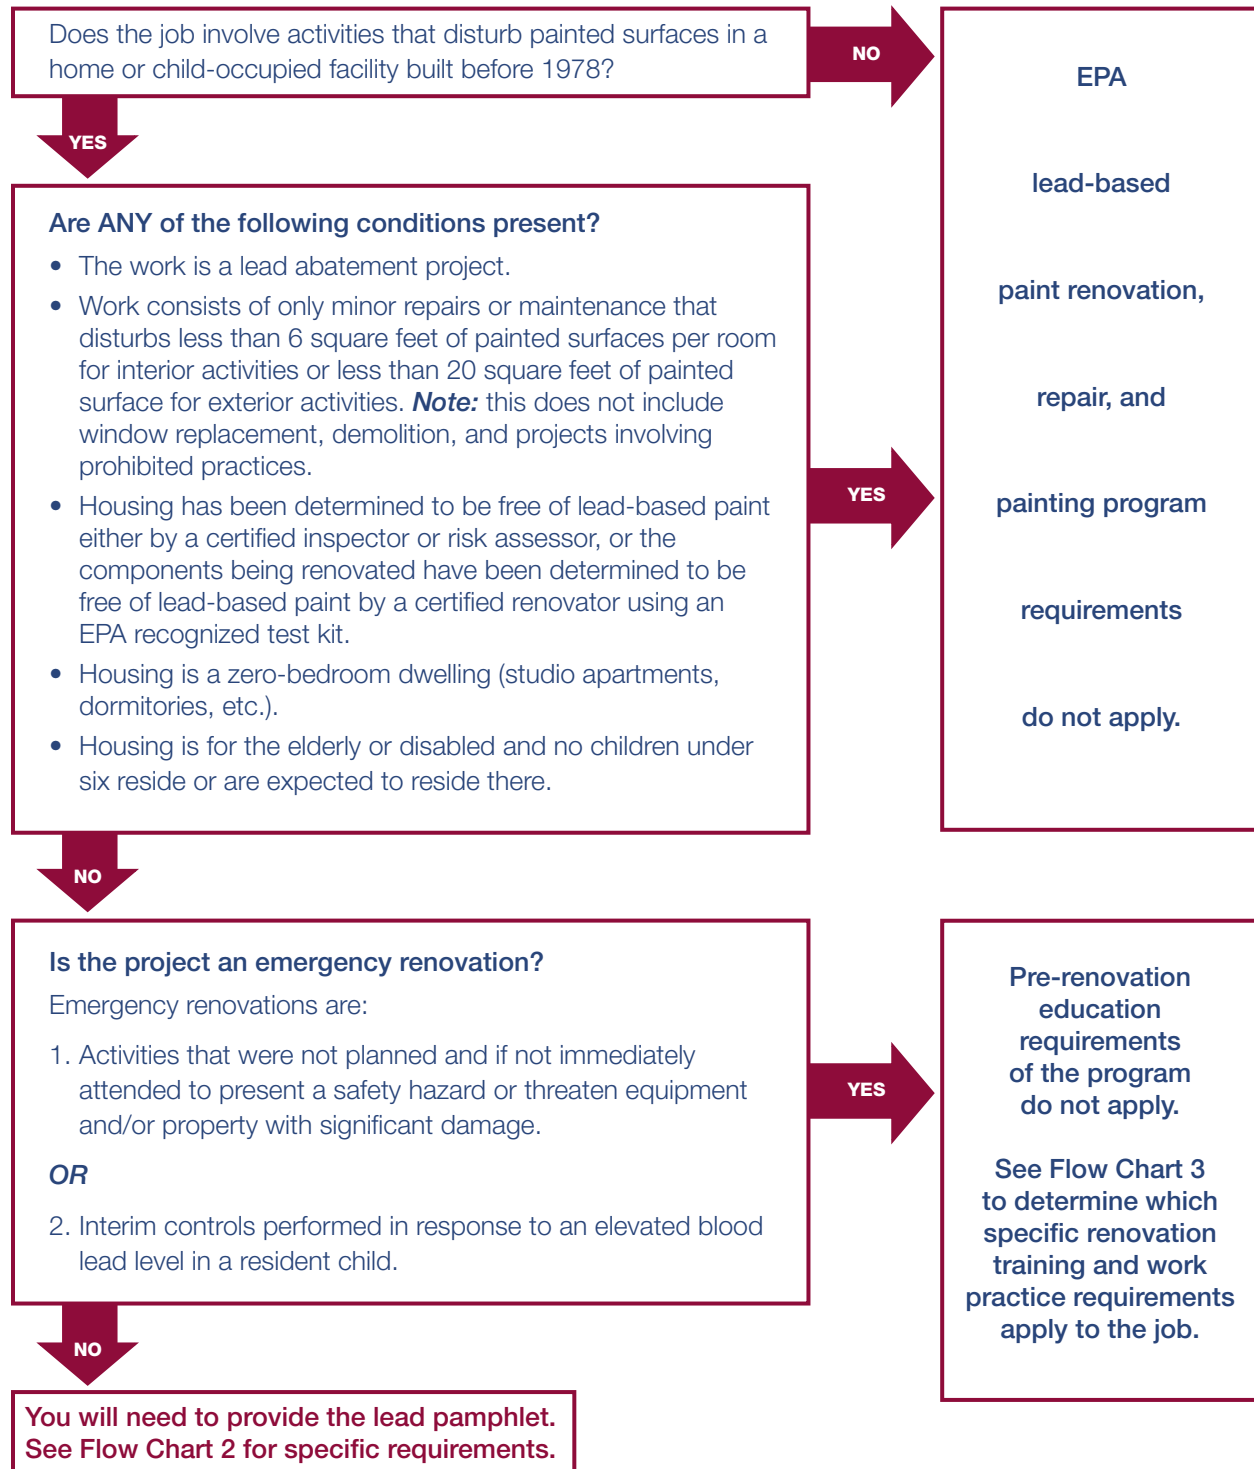 Does the job involve activities that disturb painted surfaces in a
home or child-occupied facility built before 1978?
NO
YES
EPA
lead-based
paint renovation,
repair, and
painting program
requirements
do not apply.
Are ANY of the following conditions present?
• The work is a lead abatement project.
• Work consists of only minor repairs or maintenance that
disturbs less than 6 square feet of painted surfaces per room
for interior activities or less than 20 square feet of painted
surface for exterior activities. Note: this does not include
window replacement, demolition, and projects involving
prohibited practices.
• Housing has been determined to be free of lead-based paint
either by a certified inspector or risk assessor, or the
components being renovated have been determined to be
free of lead-based paint by a certified renovator using an
EPA recognized test kit.
• Housing is a zero-bedroom dwelling (studio apartments,
dormitories, etc.).
• Housing is for the elderly or disabled and no children under
six reside or are expected to reside there.
YES
NO
Is the project an emergency renovation?
Emergency renovations are:
1. Activities that were not planned and if not immediately
attended to present a safety hazard or threaten equipment
and/or property with significant damage.
OR
2. Interim controls performed in response to an elevated blood
lead level in a resident child.
YES
Pre-renovation
education
requirements
of the program
do not apply.
See Flow Chart 3
to determine which
specific renovation
training and work
practice requirements
apply to the job.
NO
You will need to provide the lead pamphlet.
See Flow Chart 2 for specific requirements.